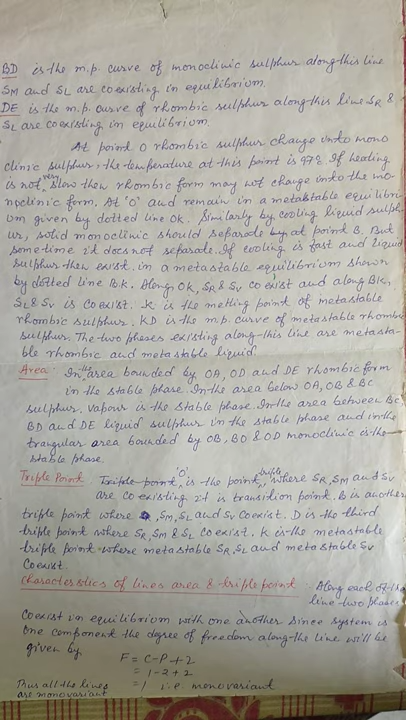 BD is the m.p. curve of monoclinic sulphur along this line
SM and SL are coexisting in equilibrium.
DE is the m.p. curve of rhombic sulphur along this line SR &
SL are coexisting in equilibrium.
At point O rhombic sulphur change into mono
clinic sulphur, the temperature at this point is If heating
is not very slow then rhombic form may not change into the mo-
noclinic form. At 'O' and remain in a metastable equilibri-
um given by dotted line OK. Similarly by cooling liquid sulph-
ur, solid monoclinic should separate by at point B. But
sometime it does not separate. If cooling is fast and liquid
sulphur then exist in a metastable equilibrium shown
by dotted line BK. Along OK, SR & SV co exist and along BK,
SL & SV is coexist. K is the melting point of metastable
rhombic sulphur. KD is the m.p. curve of metastable rhombic
sulphur. The two pheses existing along this line are metasta-
ble rhombic and metastable liquid.
Area: In the area bounded by OA, OD and DE rhombic form
in the stable phase. In the area below OA, OB & BC
sulphur, vapour is the stable phase. In the area between BC,
BD and DE liquid sulphur in the stable phase and in the
trangular area bounded by OB, BD & OD monoclinic is the
stable phase.
Triple Point: Triple point 'O' is the triple point, where SR, SM and SV
are co existing it is transition point. B is another
triple point where SM, SL and SV coexist. D is the third
triple point where SR, SM & SL co exist. K is the metastable
triple point where metastable SR, SL and metastable SV
coexist.
Characteristics of lines area & triple point: Along each of the
line two phases
coexist in equilibrium with one another since system is
one component the degree of freedom along the line will be
given by
F = C-P+2
= 1-2+2
= 1 i.e. monovariant
Thus all the lines
are monovariant